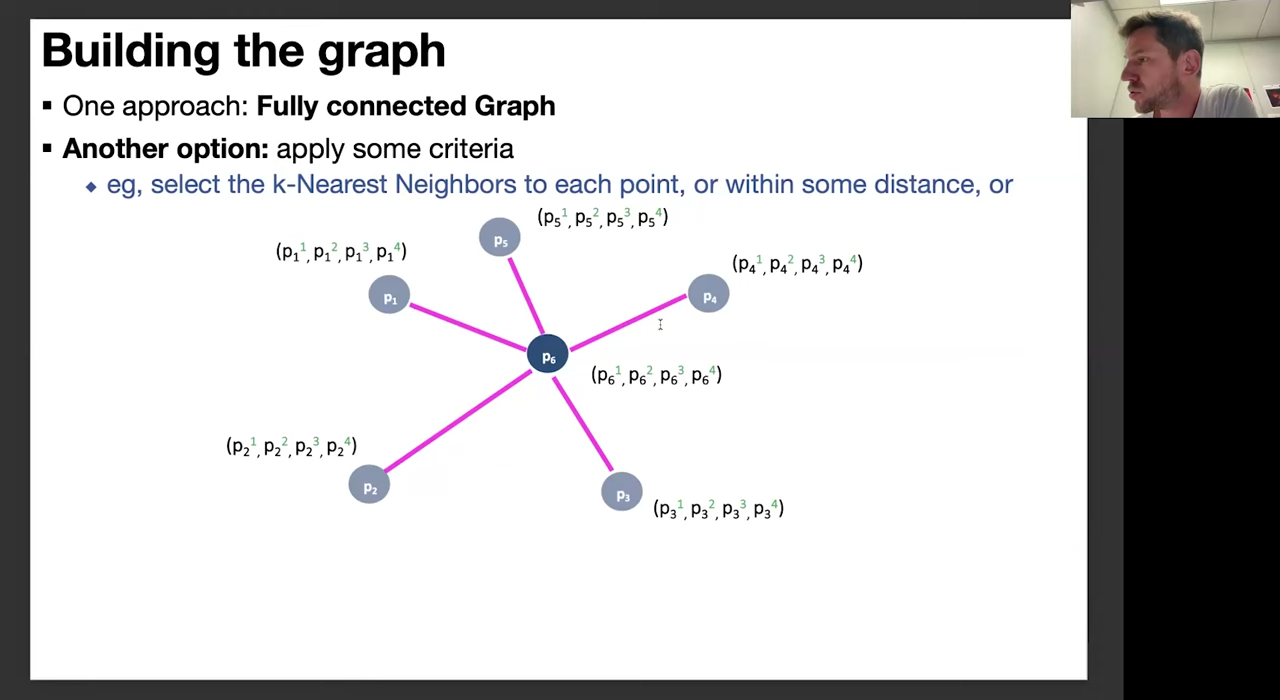 Building the graph
▪ One approach: Fully connected Graph
▪ Another option: apply some criteria
◆ eg, select the k-Nearest Neighbors to each point, or within some distance, or
(p₅¹, p₅², p₅³, p₅⁴)
p₅
(p₁¹, p₁², p₁³, p₁⁴)
(p₄¹, p₄², p₄³, p₄⁴)
p₁
p₄
p₆
(p₆¹, p₆², p₆³, p₆⁴)
(p₂¹, p₂², p₂³, p₂⁴)
p₂
p₃
(p₃¹, p₃², p₃³, p₃⁴)